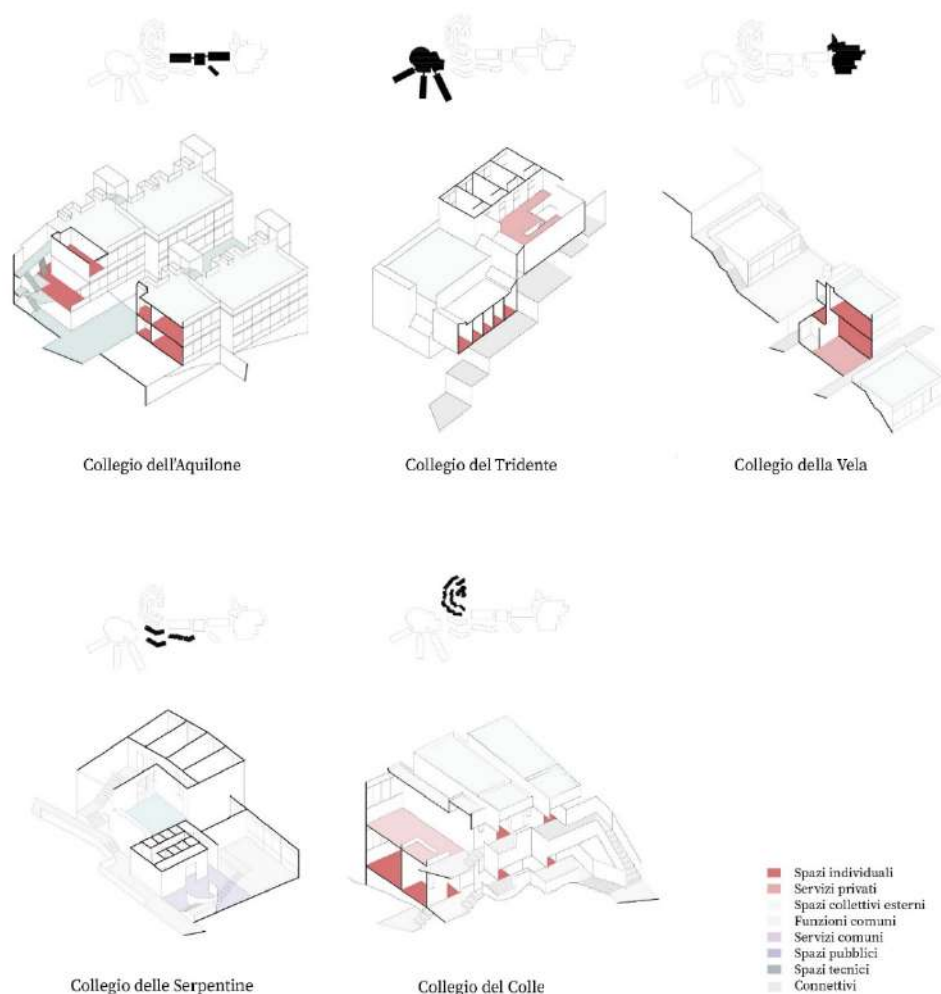 Collegio dell'Aquilone
Collegio del Tridente
Collegio della Vela
Collegio delle Serpentine
Collegio del Colle
Spazi individuali
Servizi privati
Spazi collettivi esterni
Funzioni comuni
Servizi comuni
Spazi pubblici
Spazi tecnici
Connettivi